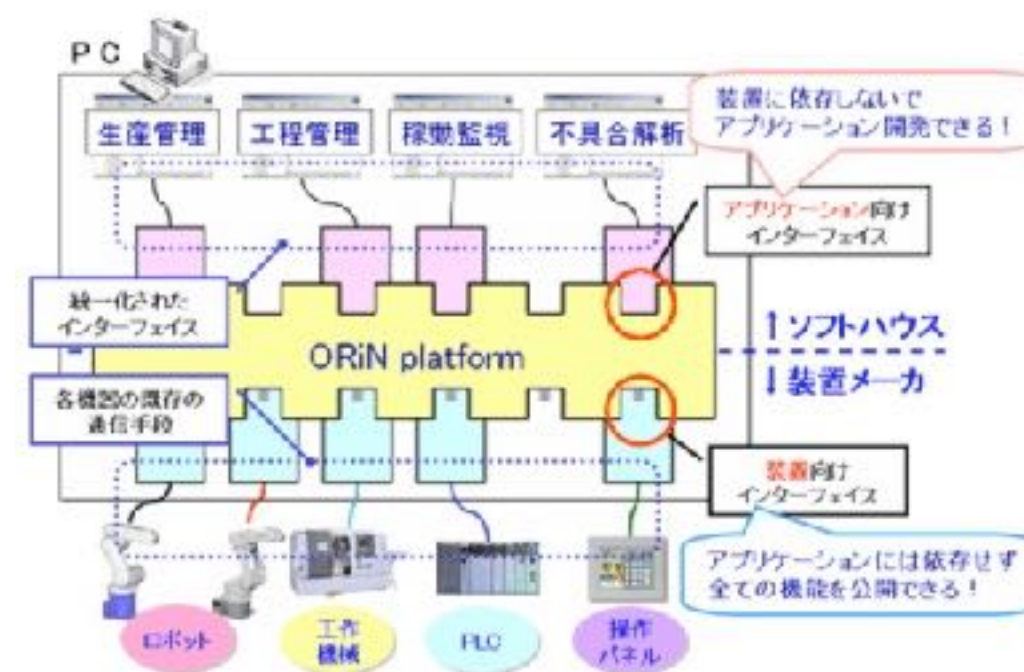 PC
生産管理
工程管理
稼動監視
不具合解析
装置に依存しないで
アプリケーション開発できる！
アプリケーション向け
インターフェイス
統一化された
インターフェイス
ORiN platform
↑ソフトハウス
↓装置メーカ
各機器の既存の
通信手段
装置向け
インターフェイス
アプリケーションには依存せず
全ての機能を公開できる！
ロボット
工作
機械
PLC
操作
パネル